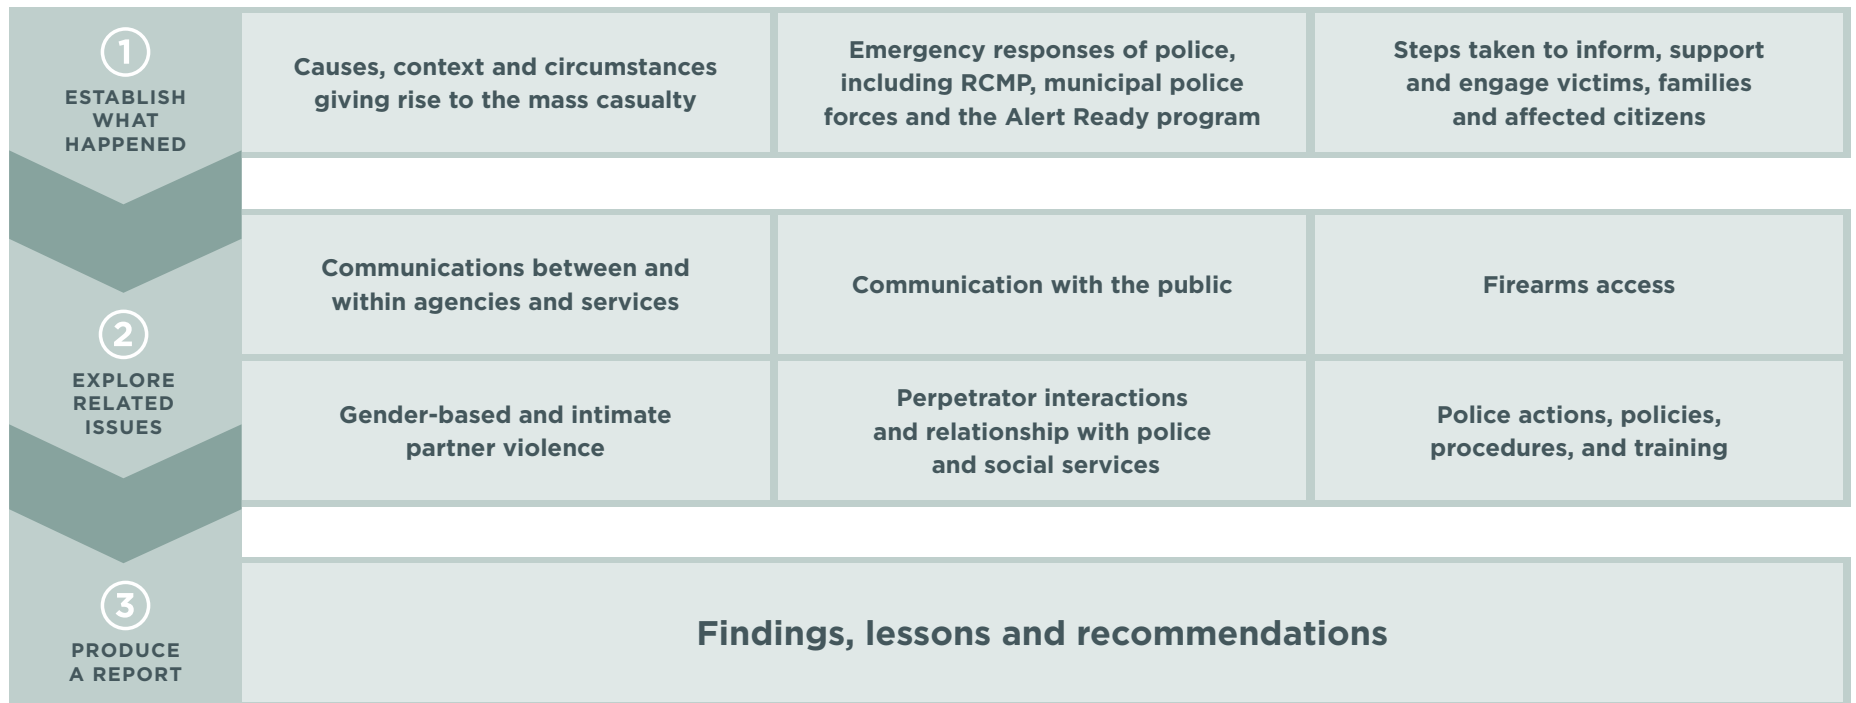 1
ESTABLISH
WHAT
HAPPENED
Causes, context and circumstances
giving rise to the mass casualty
Emergency responses of police,
including RCMP, municipal police
forces and the Alert Ready program
Steps taken to inform, support
and engage victims, families
and affected citizens
2
EXPLORE
RELATED
ISSUES
Communications between and
within agencies and services
Communication with the public
Firearms access
Gender-based and intimate
partner violence
Perpetrator interactions
and relationship with police
and social services
Police actions, policies,
procedures, and training
3
PRODUCE
A REPORT
Findings, lessons and recommendations